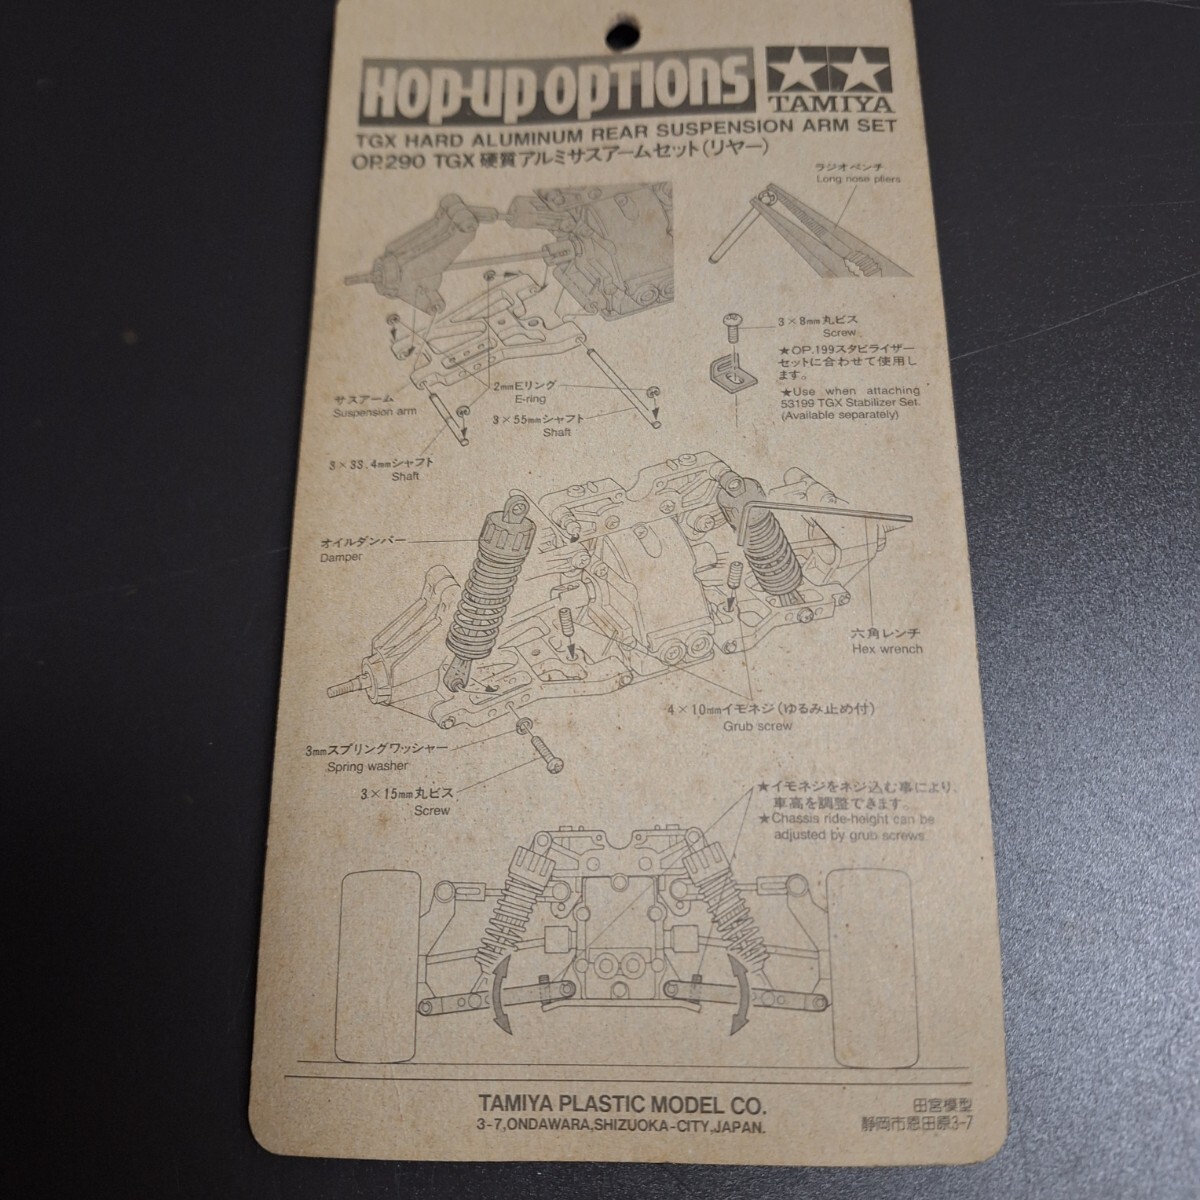 HOP-UP OPTIONS
TAMIYA
TGX HARD ALUMINUM REAR SUSPENSION ARM SET
OP.290 TGX 硬質アルミサスアームセット(リヤー)
ラジオペンチ
Long nose pliers
3×8mm丸ビス
Screw
★OP.199スタビライザー
セットに合わせて使用し
ます。
★Use when attaching
53199 TGX Stabilizer Set.
(Available separately)
2mmEリング
E-ring
サスアーム
Suspension arm
3×55mmシャフト
Shaft
3×33.4mmシャフト
Shaft
オイルダンパー
Damper
六角レンチ
Hex wrench
4×10mmイモネジ(ゆるみ止め付)
Grub screw
3mmスプリングワッシャー
Spring washer
3×15mm丸ビス
Screw
★イモネジをネジ込む事により、
車高を調整できます。
★Chassis ride-height can be
adjusted by grub screws.
TAMIYA PLASTIC MODEL CO.
3-7,ONDAWARA,SHIZUOKA-CITY,JAPAN.
田宮模型
静岡市恩田原3-7